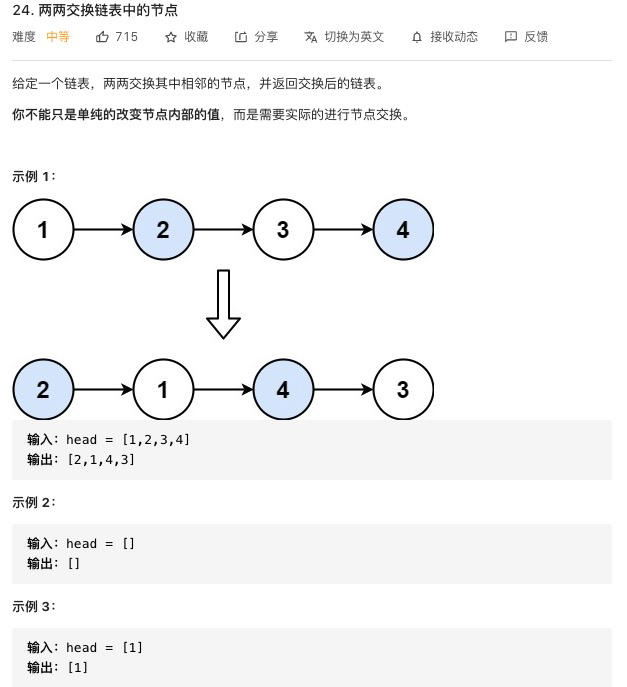 24. 两两交换链表中的节点
难度 中等 715 收藏 分享 切换为英文 接收动态 反馈
给定一个链表，两两交换其中相邻的节点，并返回交换后的链表。
你不能只是单纯的改变节点内部的值，而是需要实际的进行节点交换。
示例 1：
1 2 3 4
2 1 4 3
输入：head = [1,2,3,4]
输出：[2,1,4,3]
示例 2：
输入：head = []
输出：[]
示例 3：
输入：head = [1]
输出：[1]